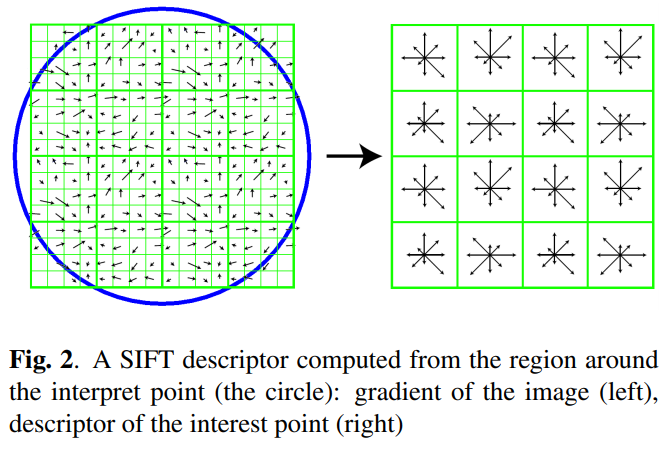 Fig. 2. A SIFT descriptor computed from the region around
the interpret point (the circle): gradient of the image (left),
descriptor of the interest point (right)